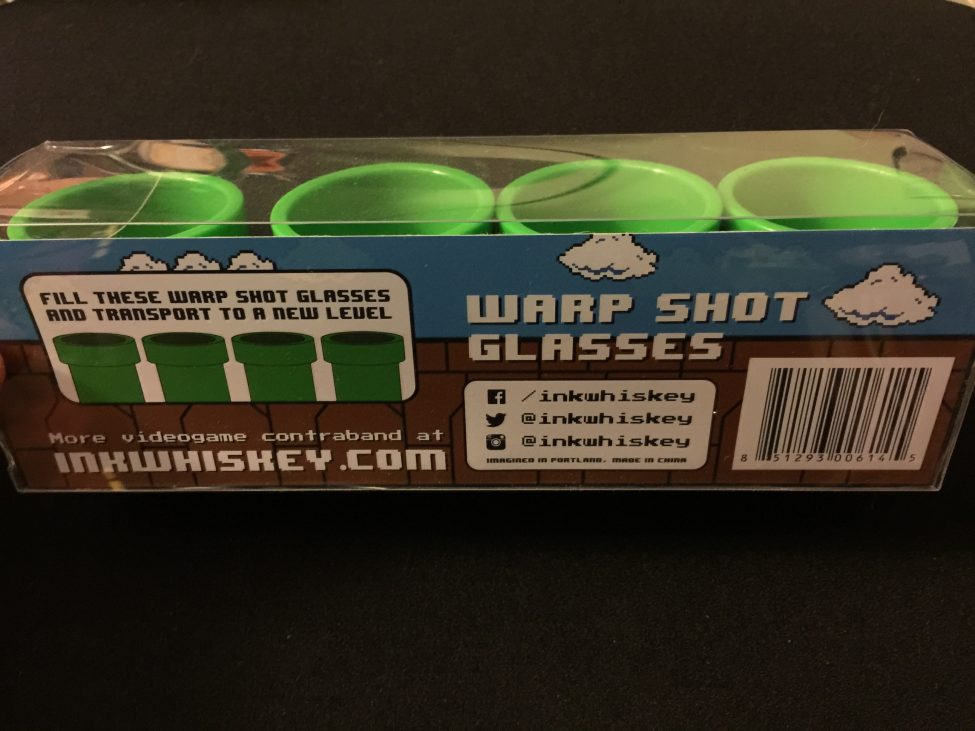 FILL THESE WARP SHOT GLASSES
AND TRANSPORT TO A NEW LEVEL
More videogame contraband at
INKWHISKEY.COM
WARP SHOT
GLASSES
/inkwhiskey
@inkwhiskey
@inkwhiskey
IMAGINED IN PORTLAND, MADE IN CHINA
8 51293 00614 5